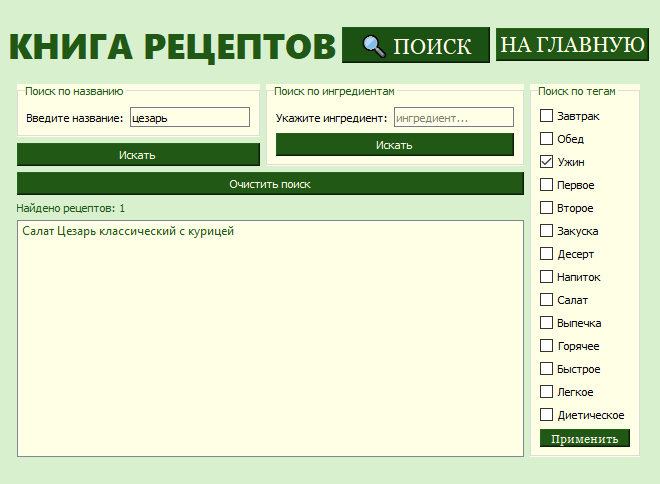 КНИГА РЕЦЕПТОВ
ПОИСК
НА ГЛАВНУЮ
Поиск по названию
Введите название: цезарь
Искать
Поиск по ингредиентам
Укажите ингредиент: ингредиент...
Искать
Очистить поиск
Найдено рецептов: 1
Салат Цезарь классический с курицей
Поиск по тегам
Завтрак
Обед
Ужин
Первое
Второе
Закуска
Десерт
Напиток
Салат
Выпечка
Горячее
Быстрое
Легкое
Диетическое
Применить